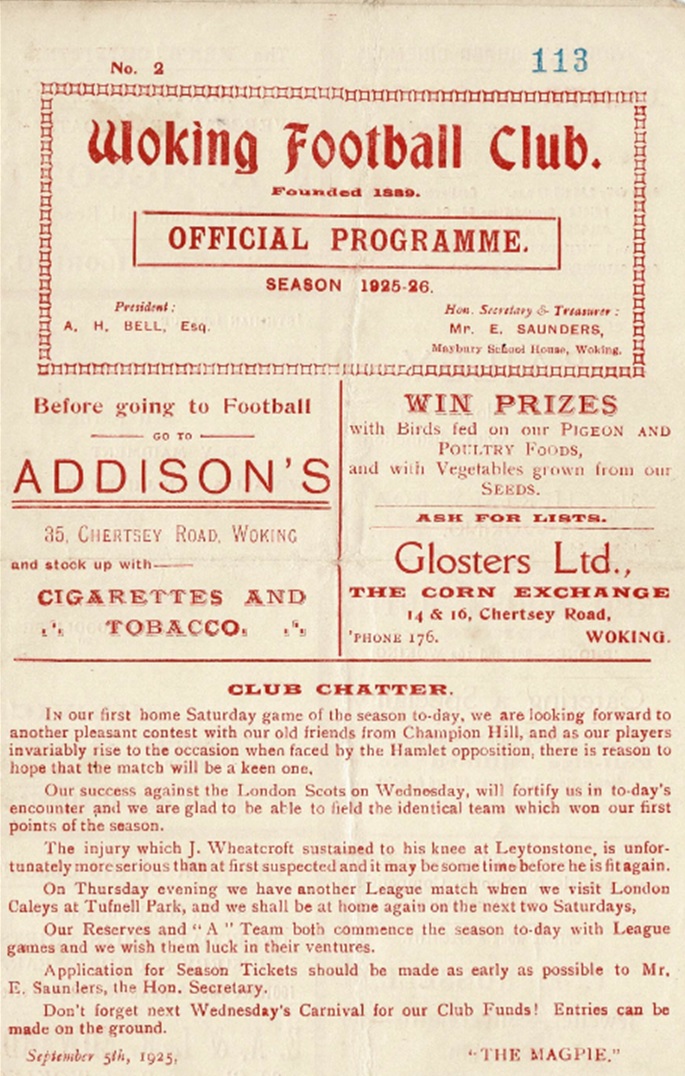 No. 2
113
Woking Football Club.
Founded 1889.
OFFICIAL PROGRAMME.
SEASON 1925-26.
President:
A. H. BELL, Esq.
Hon. Secretary & Treasurer:
Mr. E. SAUNDERS,
Maybury School House, Woking.
Before going to Football
GO TO
ADDISON'S
35, CHERTSEY ROAD, WOKING
and stock up with——
CIGARETTES AND
TOBACCO.
WIN PRIZES
with Birds fed on our PIGEON AND
POULTRY FOODS,
and with Vegetables grown from our
SEEDS.
ASK FOR LISTS.
Glosters Ltd.,
THE CORN EXCHANGE
14 & 16, Chertsey Road,
'PHONE 176. WOKING.
CLUB CHATTER.
IN our first home Saturday game of the season to-day, we are looking forward to
another pleasant contest with our old friends from Champion Hill, and as our players
invariably rise to the occasion when faced by the Hamlet opposition, there is reason to
hope that the match will be a keen one,
Our success against the London Scots on Wednesday, will fortify us in to-day's
encounter and we are glad to be able to field the identical team which won our first
points of the season.
The injury which J. Wheatcroft sustained to his knee at Leytonstone, is unfor-
tunately more serious than at first suspected and it may be some time before he is fit again.
On Thursday evening we have another League match when we visit London
Caleys at Tufnell Park, and we shall be at home again on the next two Saturdays,
Our Reserves and "A" Team both commence the season to-day with League
games and we wish them luck in their ventures.
Application for Season Tickets should be made as early as possible to Mr.
E. Saunders, the Hon. Secretary.
Don't forget next Wednesday's Carnival for our Club Funds! Entries can be
made on the ground.
September 5th, 1925,
"THE MAGPIE."